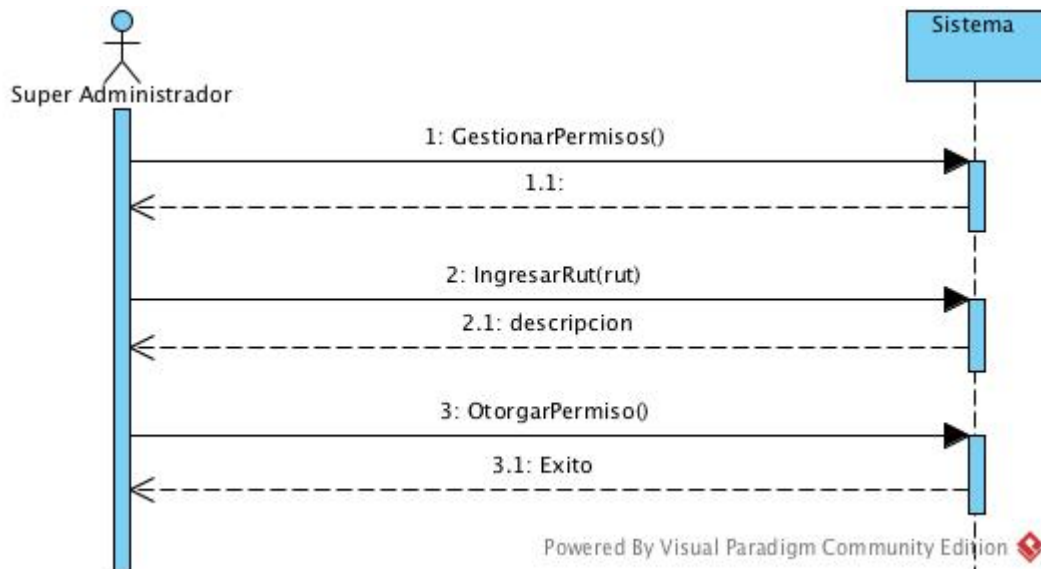 Sistema
Super Administrador
1: GestionarPermisos()
1.1:
2: IngresarRut(rut)
2.1: descripcion
3: OtorgarPermiso()
3.1: Exito
Powered By Visual Paradigm Community Edition